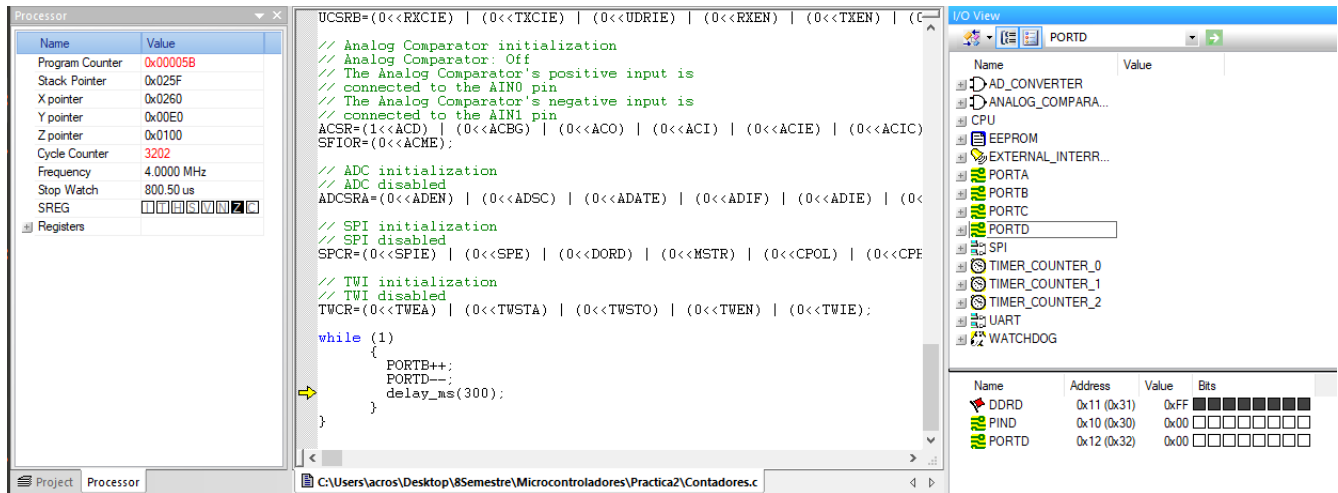 Processor
Name Value
Program Counter 0x00005B
Stack Pointer 0x025F
X pointer 0x0260
Y pointer 0x00E0
Z pointer 0x0100
Cycle Counter 3202
Frequency 4.0000 MHz
Stop Watch 800.50 us
SREG I T H S V N Z C
Registers
Project Processor
UCSRB=(0<<RXCIE) | (0<<TXCIE) | (0<<UDRIE) | (0<<RXEN) | (0<<TXEN) | (0
// Analog Comparator initialization
// Analog Comparator: Off
// The Analog Comparator's positive input is
// connected to the AIN0 pin
// The Analog Comparator's negative input is
// connected to the AIN1 pin
ACSR=(1<<ACD) | (0<<ACBG) | (0<<ACO) | (0<<ACI) | (0<<ACIE) | (0<<ACIC)
SFIOR=(0<<ACME);
// ADC initialization
// ADC disabled
ADCSRA=(0<<ADEN) | (0<<ADSC) | (0<<ADATE) | (0<<ADIF) | (0<<ADIE) | (0<
// SPI initialization
// SPI disabled
SPCR=(0<<SPIE) | (0<<SPE) | (0<<DORD) | (0<<MSTR) | (0<<CPOL) | (0<<CPH
// TWI initialization
// TWI disabled
TWCR=(0<<TWEA) | (0<<TWSTA) | (0<<TWSTO) | (0<<TWEN) | (0<<TWIE);
while (1)
{
PORTB++;
PORTD--;
delay_ms(300);
}
}
C:\Users\acros\Desktop\8Semestre\Microcontroladores\Practica2\Contadores.c
I/O View
PORTD
Name Value
AD_CONVERTER
ANALOG_COMPARA...
CPU
EEPROM
EXTERNAL_INTERR...
PORTA
PORTB
PORTC
PORTD
SPI
TIMER_COUNTER_0
TIMER_COUNTER_1
TIMER_COUNTER_2
UART
WATCHDOG
Name Address Value Bits
DDRD 0x11 (0x31) 0xFF
PIND 0x10 (0x30) 0x00
PORTD 0x12 (0x32) 0x00